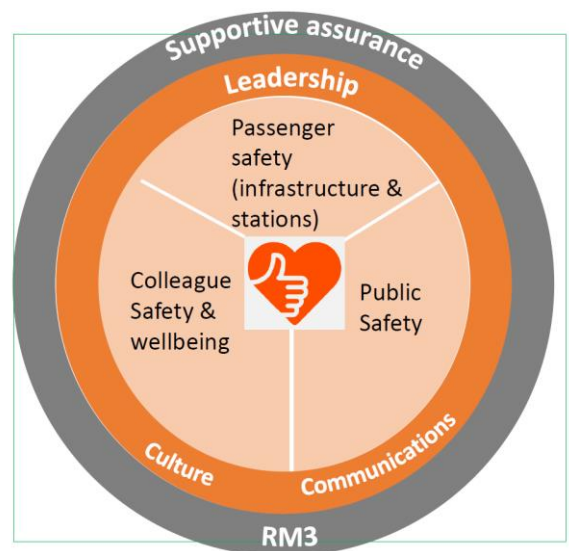 Supportive assurance
Leadership
Passenger
safety
(infrastructure &
stations)
Colleague
Safety &
wellbeing
Public
Safety
Culture
Communications
RM3